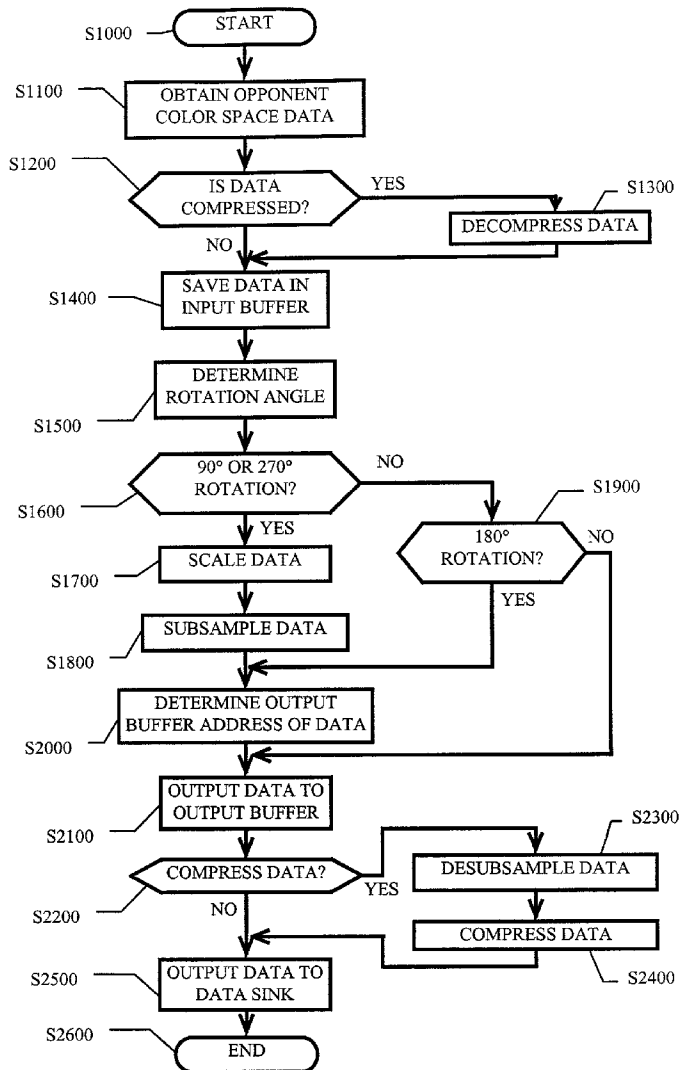 START
S1000
OBTAIN OPPONENT
COLOR SPACE DATA
S1100
S1200
IS DATA
COMPRESSED?
YES
NO
S1300
DECOMPRESS DATA
SAVE DATA IN
INPUT BUFFER
S1400
DETERMINE
ROTATION ANGLE
S1500
90° OR 270°
ROTATION?
NO
YES
S1600
S1900
180°
ROTATION?
NO
YES
SCALE DATA
S1700
SUBSAMPLE DATA
S1800
DETERMINE OUTPUT
BUFFER ADDRESS OF DATA
S2000
OUTPUT DATA TO
OUTPUT BUFFER
S2100
COMPRESS DATA?
YES
NO
S2200
S2300
DESUBSAMPLE DATA
COMPRESS DATA
S2400
OUTPUT DATA TO
DATA SINK
S2500
S2600
END